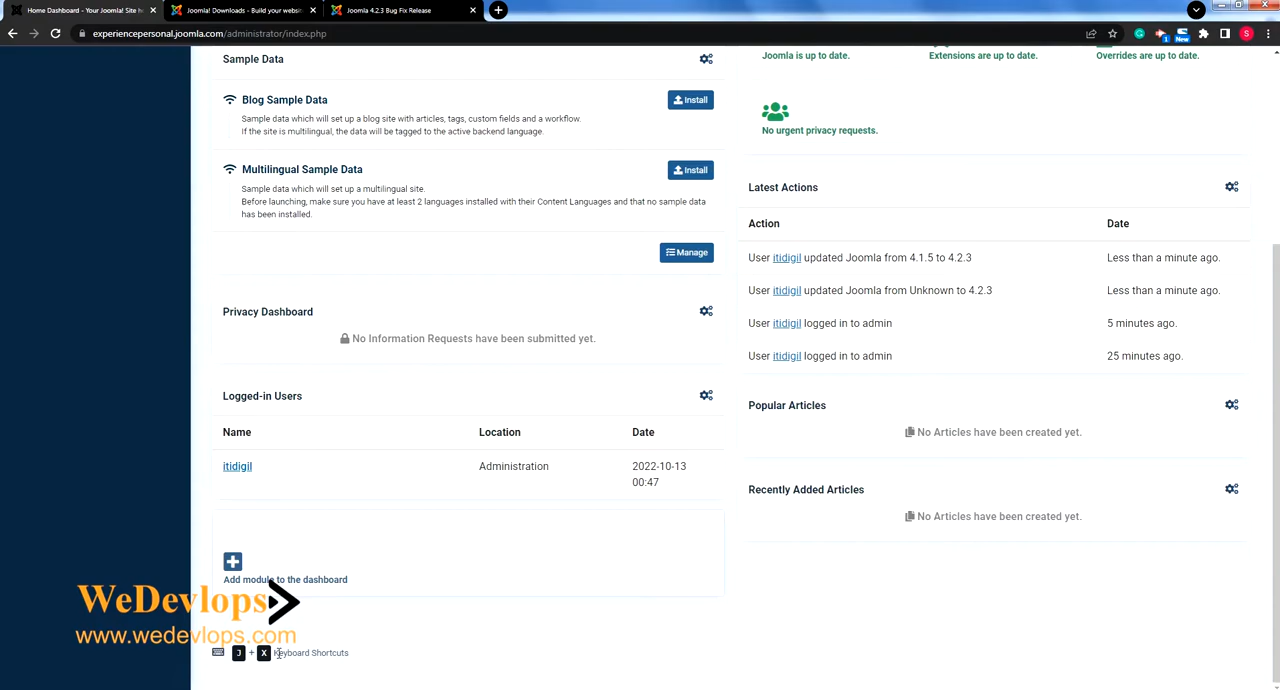 Home Dashboard - Your Joomla! Site h
Joomla! Downloads - Build your websit
Joomla 4.2.3 Bug Fix Release
experiencepersonal.joomla.com/administrator/index.php
1
New
S
Sample Data
Joomla is up to date.
Extensions are up to date.
Overrides are up to date.
Blog Sample Data
Install
Sample data which will set up a blog site with articles, tags, custom fields and a workflow.
If the site is multilingual, the data will be tagged to the active backend language.
No urgent privacy requests.
Multilingual Sample Data
Install
Sample data which will set up a multilingual site.
Before launching, make sure you have at least 2 languages installed with their Content Languages and that no sample data
has been installed.
Manage
Latest Actions
Action Date
User itidigil updated Joomla from 4.1.5 to 4.2.3 Less than a minute ago.
User itidigil updated Joomla from Unknown to 4.2.3 Less than a minute ago.
User itidigil logged in to admin 5 minutes ago.
User itidigil logged in to admin 25 minutes ago.
Privacy Dashboard
No Information Requests have been submitted yet.
Logged-in Users
Name Location Date
itidigil Administration 2022-10-13
00:47
Popular Articles
No Articles have been created yet.
Recently Added Articles
No Articles have been created yet.
Add module to the dashboard
WeDevlops
www.wedevlops.com
J + X Keyboard Shortcuts